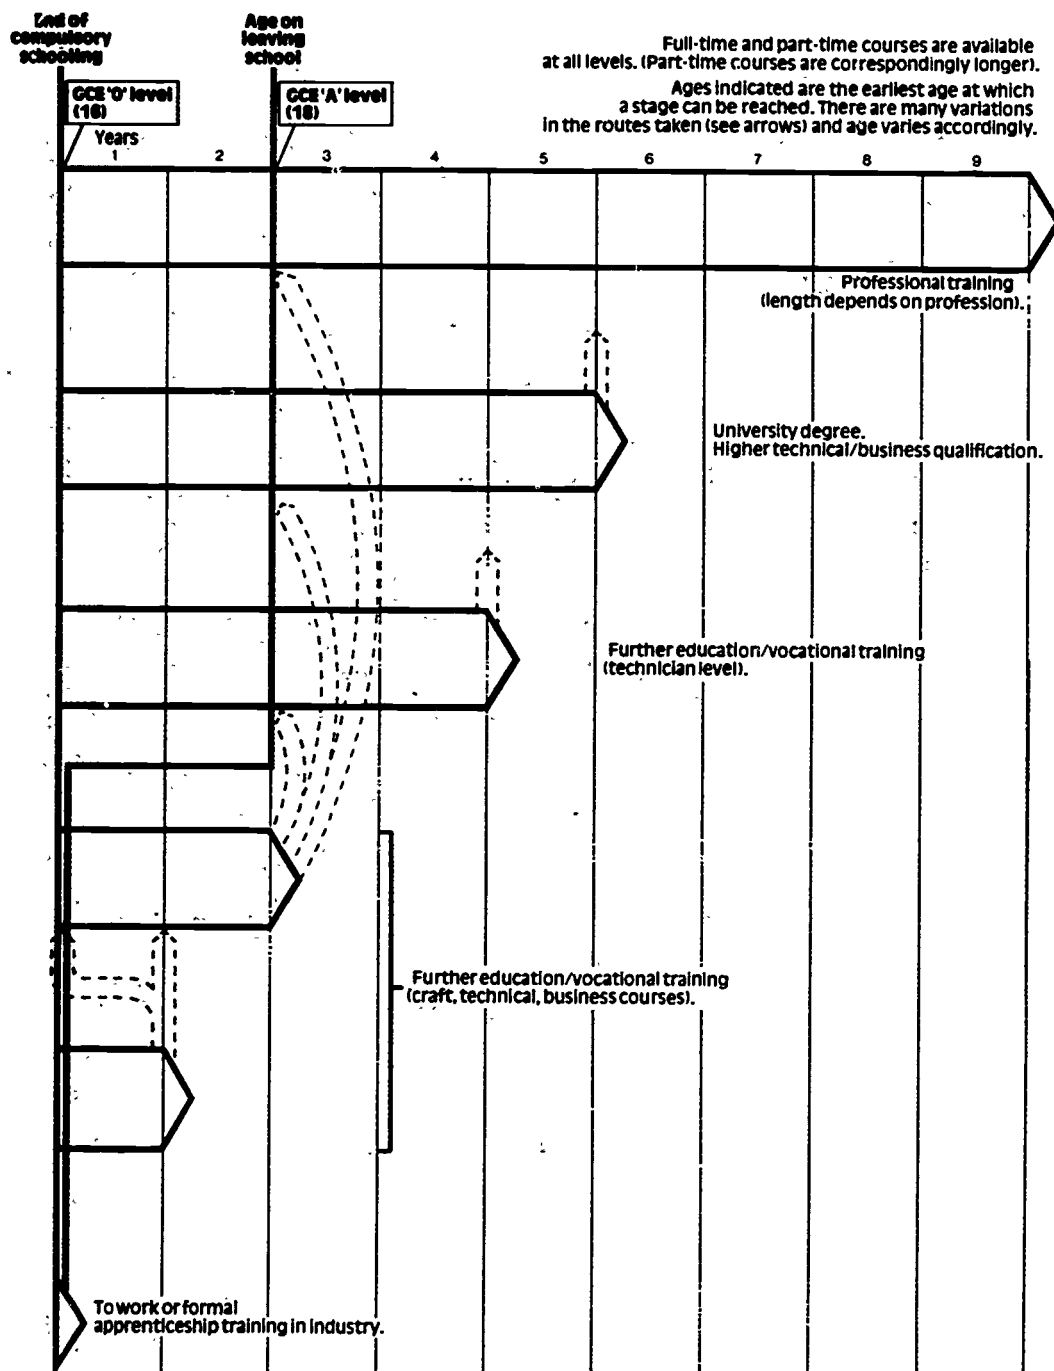 End of
compulsory
schooling
Age on
leaving
school
Full-time and part-time courses are available
at all levels. (Part-time courses are correspondingly longer).
Ages indicated are the earliest age at which
a stage can be reached. There are many variations
in the routes taken (see arrows) and age varies accordingly.
GCE 'O' level
(16)
GCE 'A' level
(18)
Years
1 2 3 4 5 6 7 8 9
Professional training
(length depends on profession).
University degree.
Higher technical/business qualification.
Further education/vocational training
(technician level).
Further education/vocational training
(craft, technical, business courses).
To work or formal
apprenticeship training in industry.